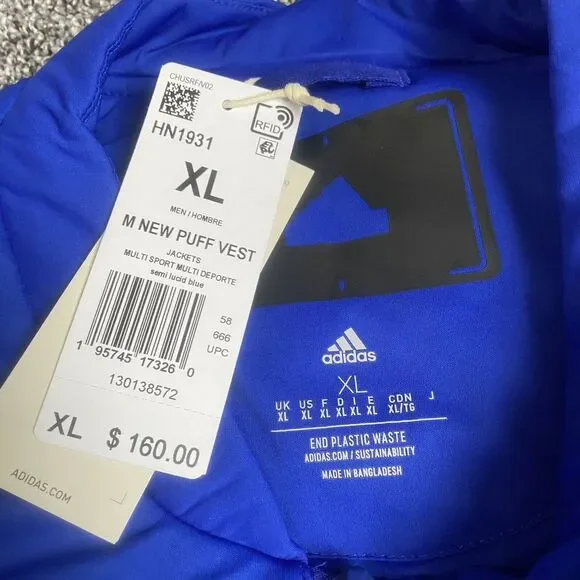 CHUSRF/V02
HN1931
RFID
XL
MEN / HOMBRE
M NEW PUFF VEST
JACKETS
MULTI SPORT MULTI DEPORTE
semi lucid blue
58
666
UPC
1 95745 17326 0
130138572
XL $ 160.00
ADIDAS.COM
adidas
XL
UK US F D I E CDN J
XL XL XL XL XL XL XL/TG
END PLASTIC WASTE
ADIDAS.COM / SUSTAINABILITY
MADE IN BANGLADESH